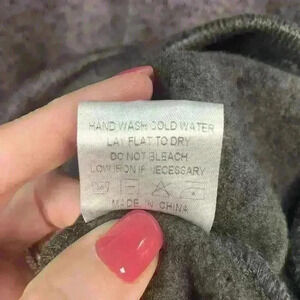 HAND WASH COLD WATER
LAY FLAT TO DRY
DO NOT BLEACH
LOW IRON IF NECESSARY
MADE IN CHINA